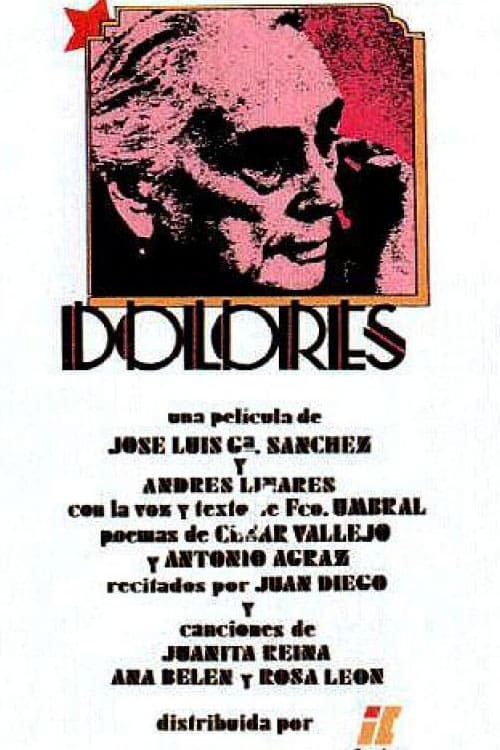 DOLORES
una película de
JOSE LUIS Gª. SANCHEZ
Y
ANDRES LINARES
con la voz y texto de Fco. UMBRAL
poemas de CESAR VALLEJO
y ANTONIO AGRAZ
recitados por JUAN DIEGO
Y
canciones de
JUANITA REINA
ANA BELEN y ROSA LEON
distribuida por